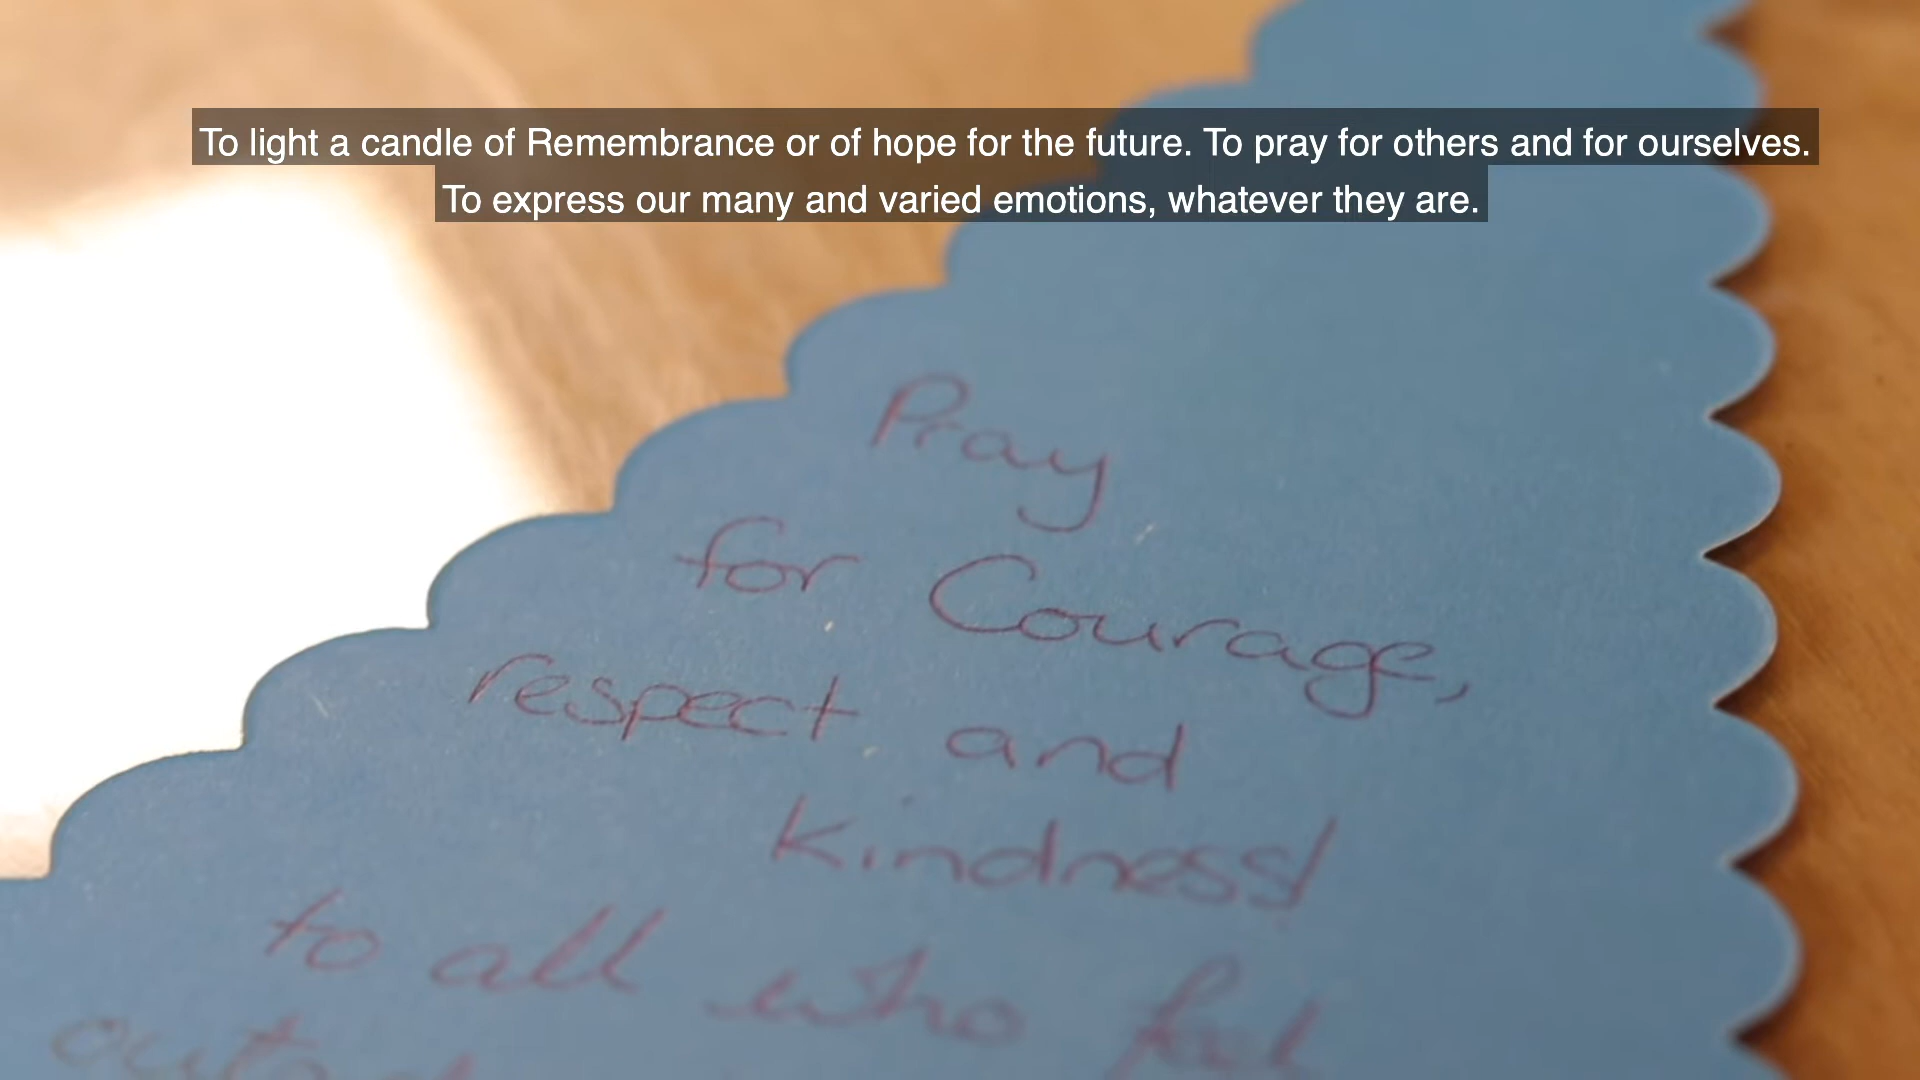 To light a candle of Remembrance or of hope for the future. To pray for others and for ourselves.
To express our many and varied emotions, whatever they are.
Pray
for Courage,
respect and
kindness!
to all who feel